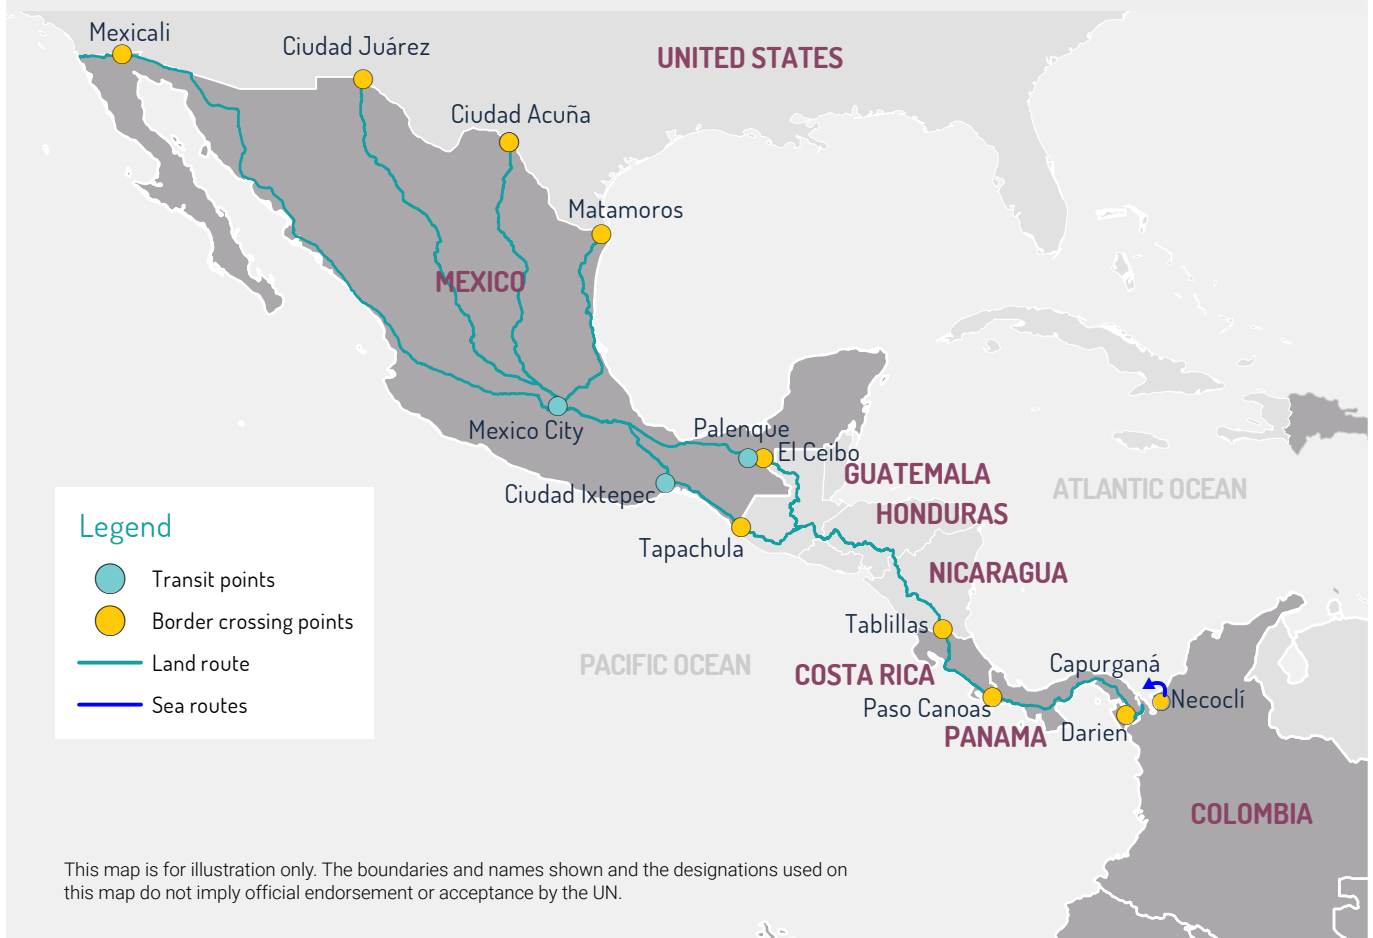 Mexicali
Ciudad Juárez
UNITED STATES
Ciudad Acuña
Matamoros
MEXICO
Mexico City
Palenque
El Ceibo
GUATEMALA
ATLANTIC OCEAN
Ciudad Ixtepec
HONDURAS
Tapachula
NICARAGUA
Tablillas
PACIFIC OCEAN
COSTA RICA
Capurganá
Necoclí
Paso Canoas
PANAMA
Darien
COLOMBIA
Legend
Transit points
Border crossing points
Land route
Sea routes
This map is for illustration only. The boundaries and names shown and the designations used on
this map do not imply official endorsement or acceptance by the UN.